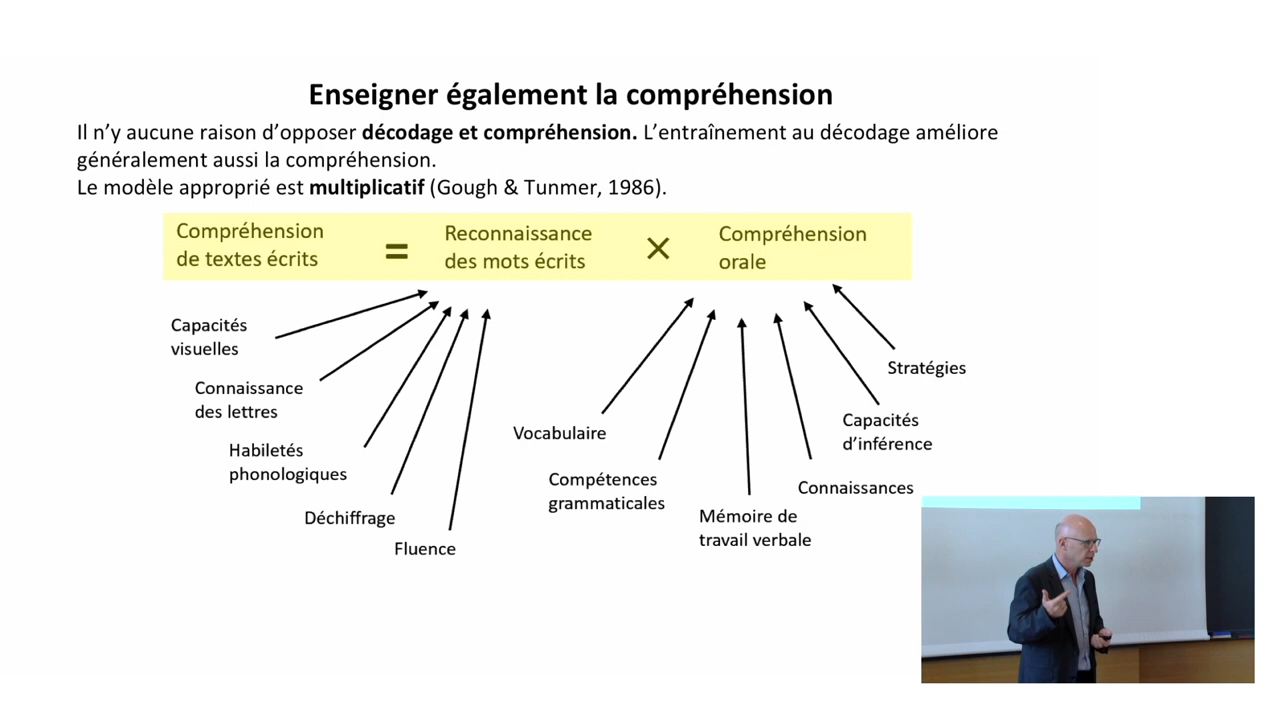 Enseigner également la compréhension
Il n’y aucune raison d’opposer décodage et compréhension. L’entraînement au décodage améliore
généralement aussi la compréhension.
Le modèle approprié est multiplicatif (Gough & Tunmer, 1986).
Compréhension
de textes écrits
=
Reconnaissance
des mots écrits
×
Compréhension
orale
Capacités
visuelles
Connaissance
des lettres
Habiletés
phonologiques
Déchiffrage
Fluence
Vocabulaire
Compétences
grammaticales
Mémoire de
travail verbale
Connaissances
Capacités
d’inférence
Stratégies